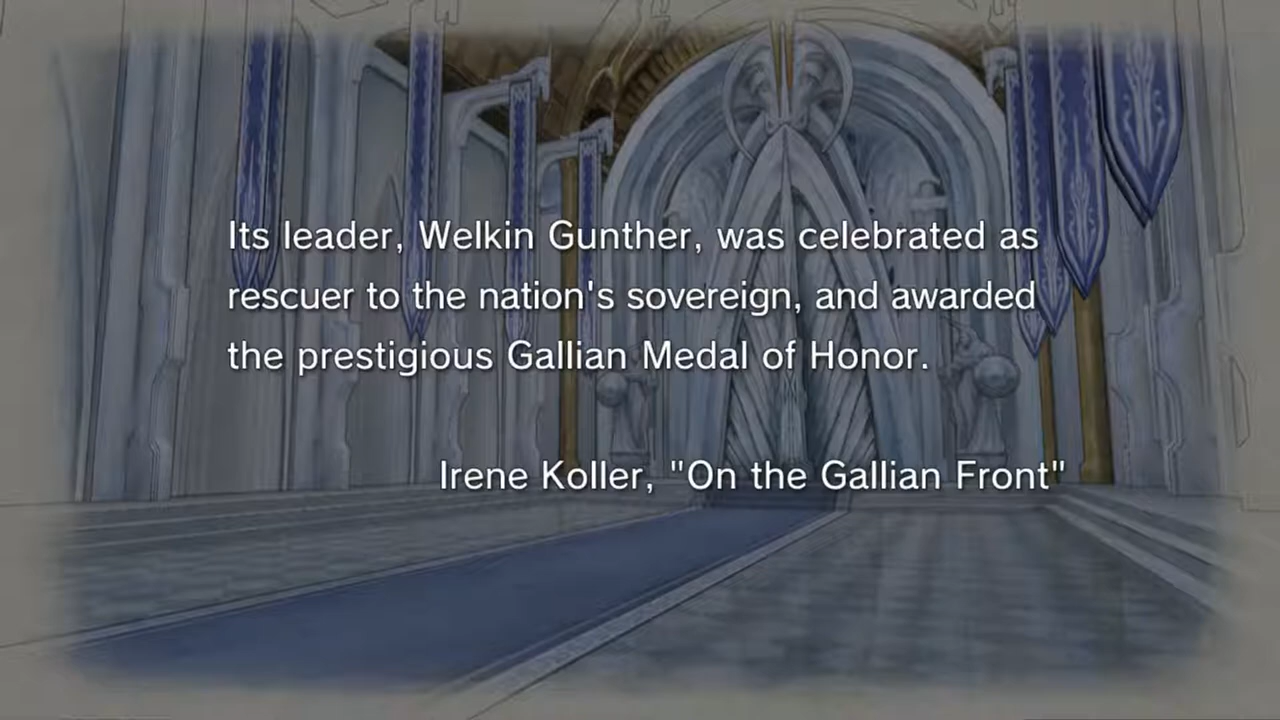 Its leader, Welkin Gunther, was celebrated as
rescuer to the nation's sovereign, and awarded
the prestigious Gallian Medal of Honor.
Irene Koller, "On the Gallian Front"